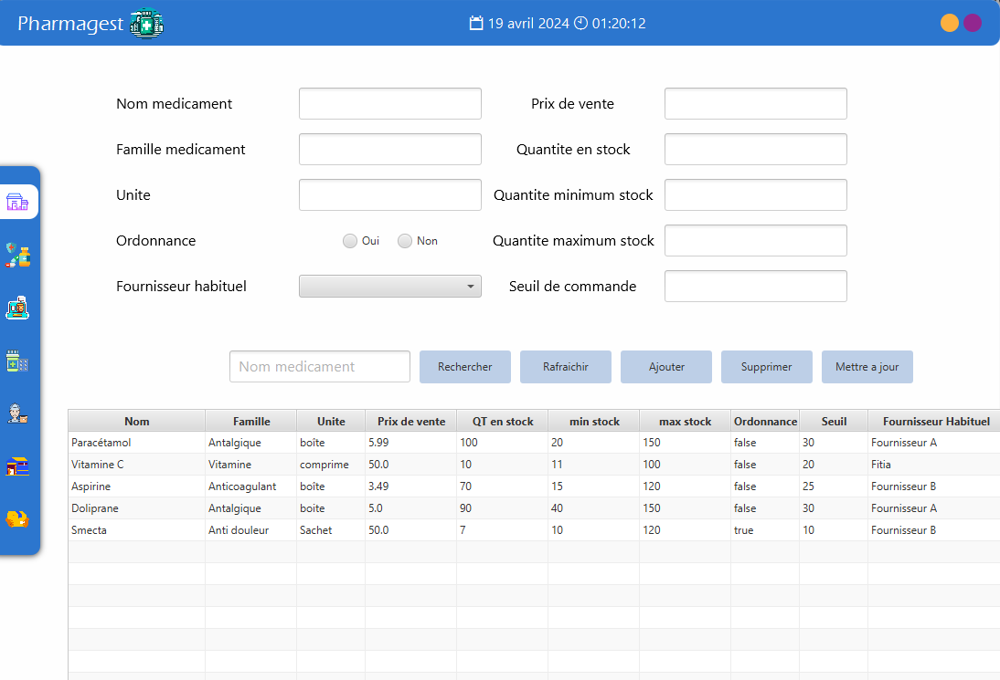 Pharmagest 19 avril 2024 01:20:12
Nom medicament Prix de vente
Famille medicament Quantite en stock
Unite Quantite minimum stock
Ordonnance Oui Non Quantite maximum stock
Fournisseur habituel Seuil de commande
Nom medicament Rechercher Rafraichir Ajouter Supprimer Mettre a jour
Nom Famille Unite Prix de vente QT en stock min stock max stock Ordonnance Seuil Fournisseur Habituel
Paracétamol Antalgique boîte 5.99 100 20 150 false 30 Fournisseur A
Vitamine C Vitamine comprime 50.0 10 11 100 false 20 Fitia
Aspirine Anticoagulant boîte 3.49 70 15 120 false 25 Fournisseur B
Doliprane Antalgique boite 5.0 90 40 150 false 30 Fournisseur A
Smecta Anti douleur Sachet 50.0 7 10 120 true 10 Fournisseur B